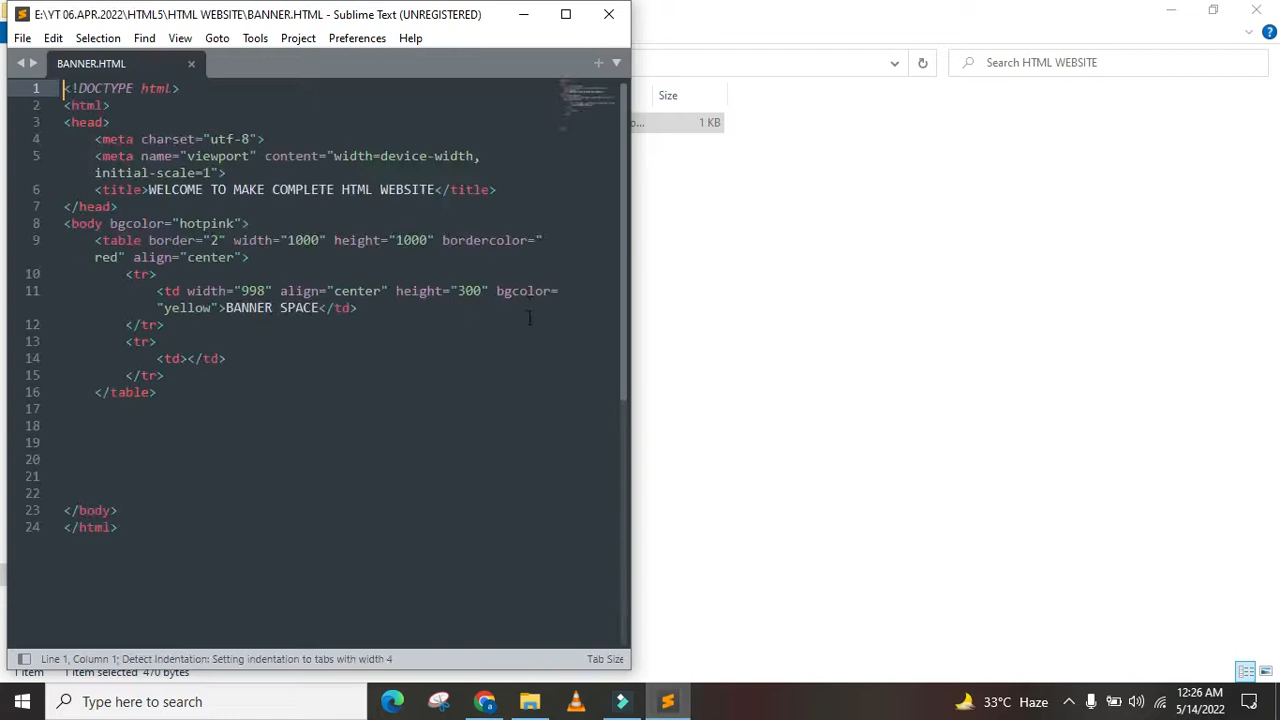 E:\YT 06.APR.2022\HTML5\HTML WEBSITE\BANNER.HTML - Sublime Text (UNREGISTERED)
File Edit Selection Find View Goto Tools Project Preferences Help
Search HTML WEBSITE
BANNER.HTML
Size
1 KB
1 <!DOCTYPE html>
2 <html>
3 <head>
4 <meta charset="utf-8">
5 <meta name="viewport" content="width=device-width,
initial-scale=1">
6 <title>WELCOME TO MAKE COMPLETE HTML WEBSITE</title>
7 </head>
8 <body bgcolor="hotpink">
9 <table border="2" width="1000" height="1000" bordercolor="
red" align="center">
10 <tr>
11 <td width="998" align="center" height="300" bgcolor=
"yellow">BANNER SPACE</td>
12 </tr>
13 <tr>
14 <td></td>
15 </tr>
16 </table>
17
18
19
20
21
22
23 </body>
24 </html>
Line 1, Column 1; Detect Indentation: Setting indentation to tabs with width 4 Tab Size
1 item 1 item selected 470 bytes
Type here to search
33°C Haze
12:26 AM
5/14/2022